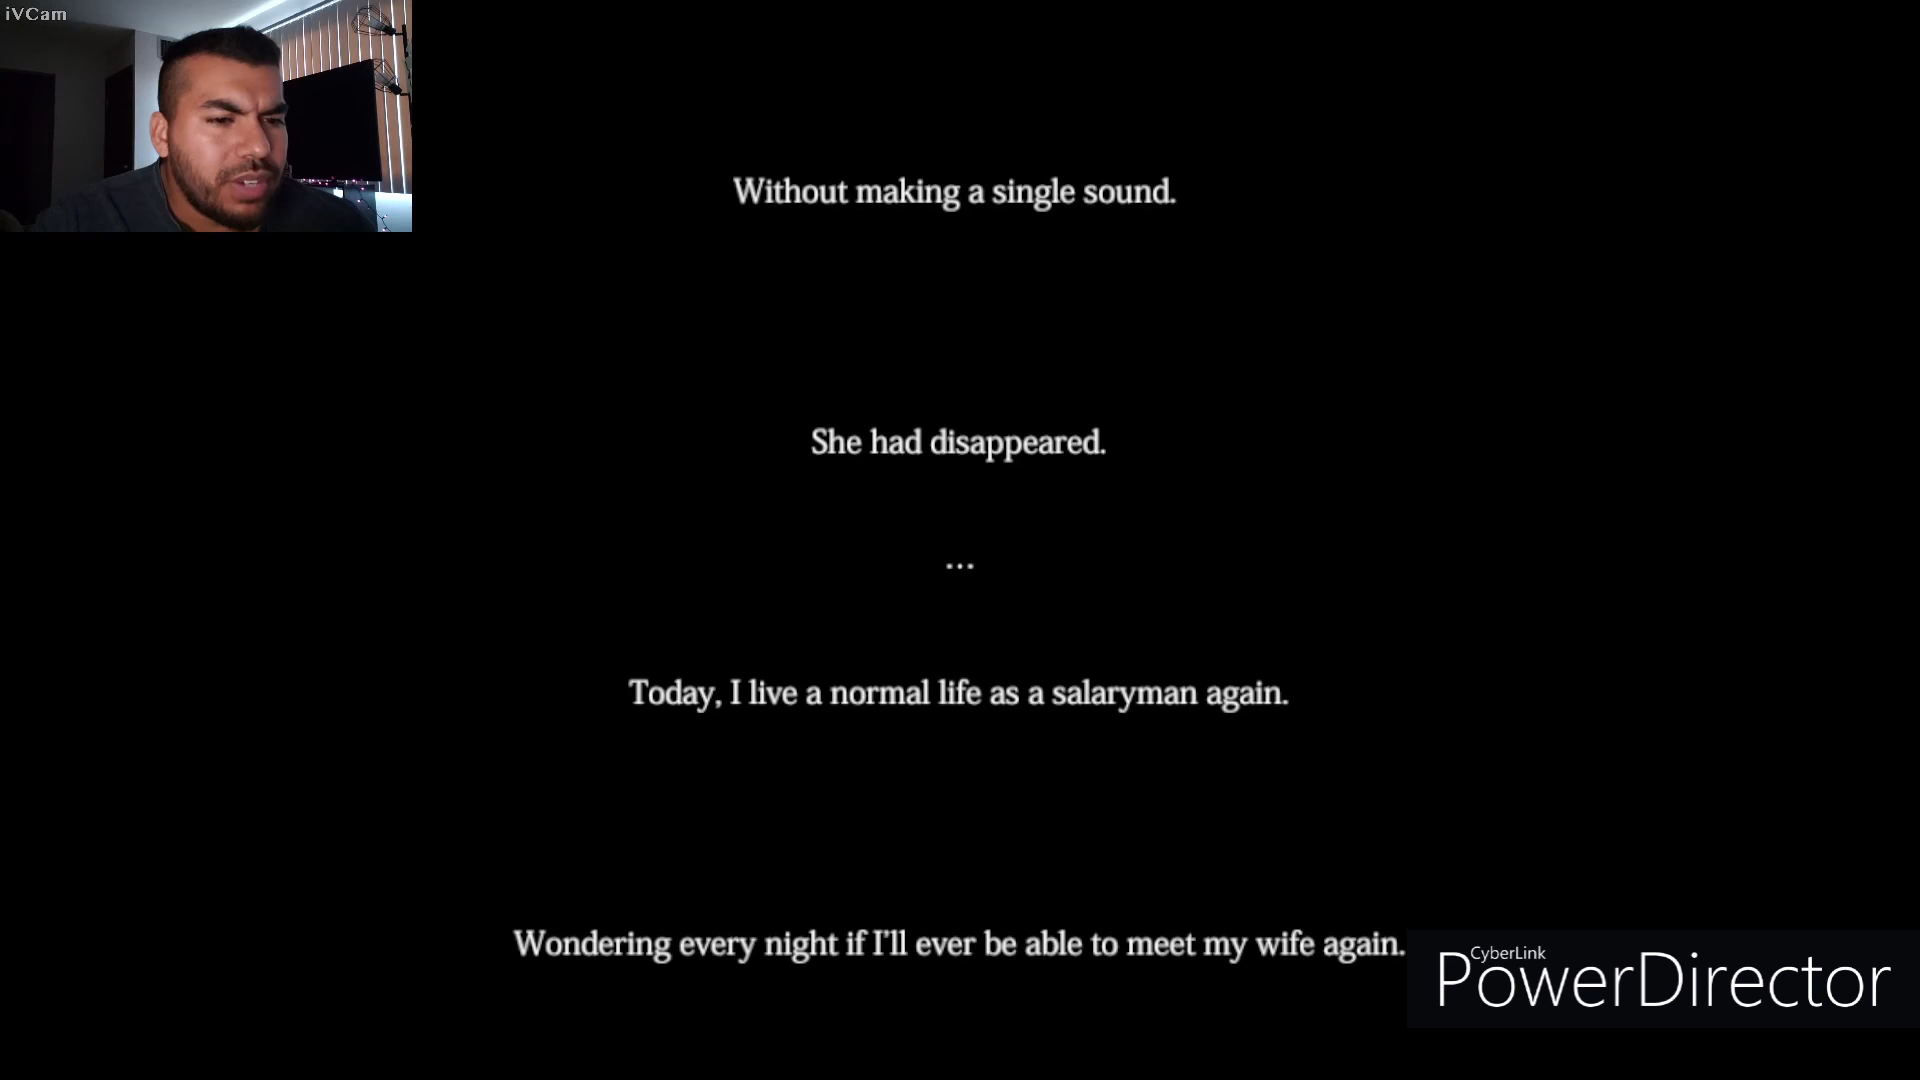 iVCam
Without making a single sound.
She had disappeared.
...
Today, I live a normal life as a salaryman again.
Wondering every night if I'll ever be able to meet my wife again.
CyberLink
PowerDirector